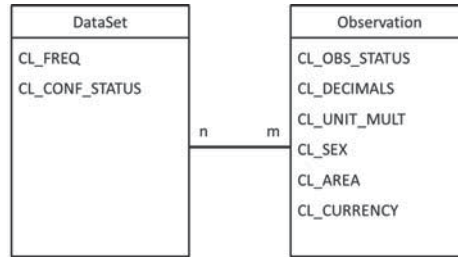 DataSet
CL_FREQ
CL_CONF_STATUS
n
m
Observation
CL_OBS_STATUS
CL_DECIMALS
CL_UNIT_MULT
CL_SEX
CL_AREA
CL_CURRENCY